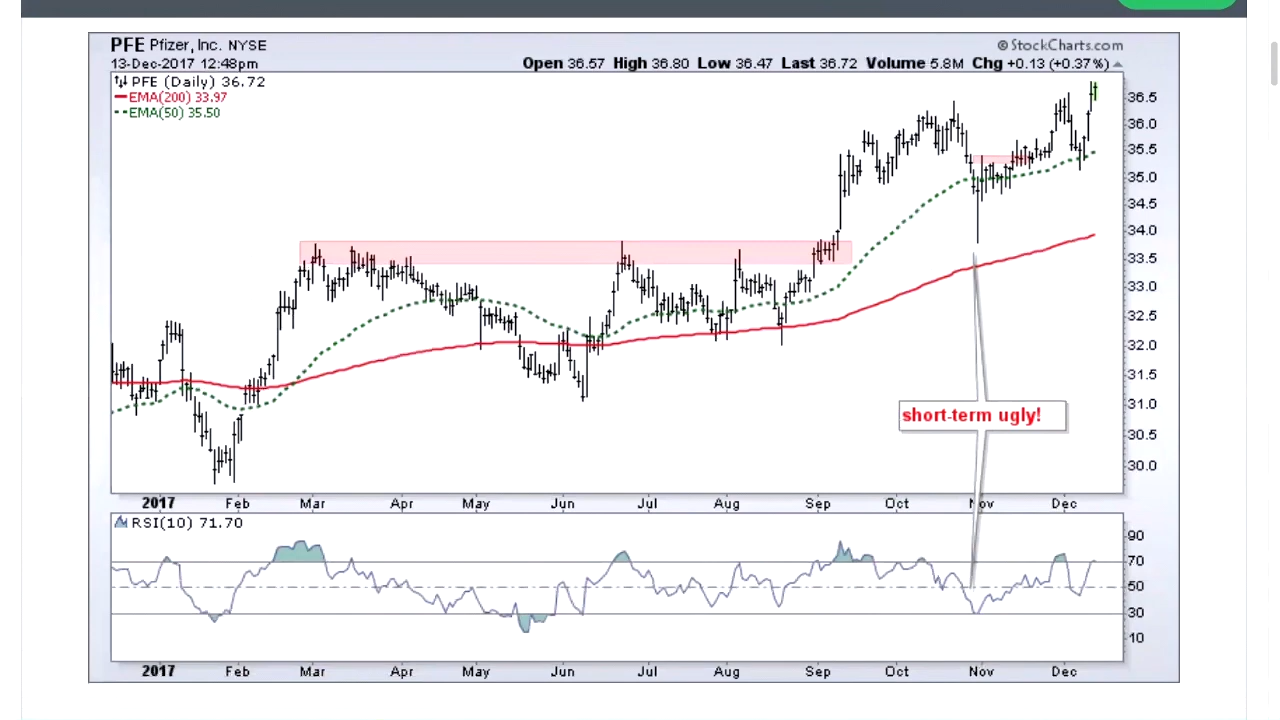 PFE Pfizer, Inc. NYSE
© StockCharts.com
13-Dec-2017 12:48pm
Open 36.57 High 36.80 Low 36.47 Last 36.72 Volume 5.8M Chg +0.13 (+0.37%)
PFE (Daily) 36.72
EMA(200) 33.97
EMA(50) 35.50
36.5
36.0
35.5
35.0
34.5
34.0
33.5
33.0
32.5
32.0
31.5
31.0
30.5
30.0
short-term ugly!
2017 Feb Mar Apr May Jun Jul Aug Sep Oct Nov Dec
RSI(10) 71.70
90
70
50
30
10
2017 Feb Mar Apr May Jun Jul Aug Sep Oct Nov Dec